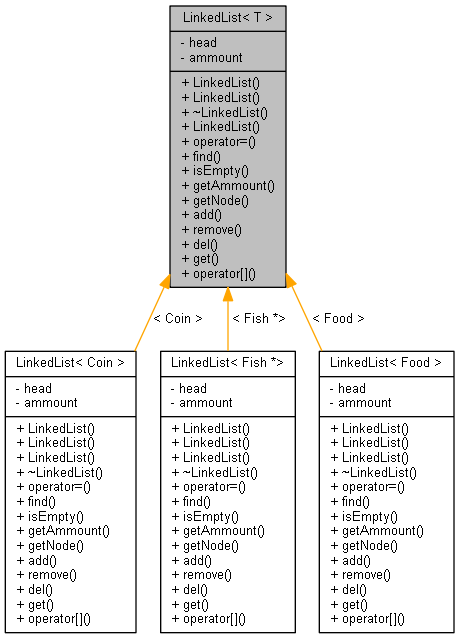 LinkedList< T >
- head
- ammount
+ LinkedList()
+ LinkedList()
+ ~LinkedList()
+ LinkedList()
+ operator=()
+ find()
+ isEmpty()
+ getAmmount()
+ getNode()
+ add()
+ remove()
+ del()
+ get()
+ operator[]()
< Coin >
< Fish *>
< Food >
LinkedList< Coin >
- head
- ammount
+ LinkedList()
+ LinkedList()
+ LinkedList()
+ ~LinkedList()
+ operator=()
+ find()
+ isEmpty()
+ getAmmount()
+ getNode()
+ add()
+ remove()
+ del()
+ get()
+ operator[]()
LinkedList< Fish *>
- head
- ammount
+ LinkedList()
+ LinkedList()
+ LinkedList()
+ ~LinkedList()
+ operator=()
+ find()
+ isEmpty()
+ getAmmount()
+ getNode()
+ add()
+ remove()
+ del()
+ get()
+ operator[]()
LinkedList< Food >
- head
- ammount
+ LinkedList()
+ LinkedList()
+ LinkedList()
+ ~LinkedList()
+ operator=()
+ find()
+ isEmpty()
+ getAmmount()
+ getNode()
+ add()
+ remove()
+ del()
+ get()
+ operator[]()